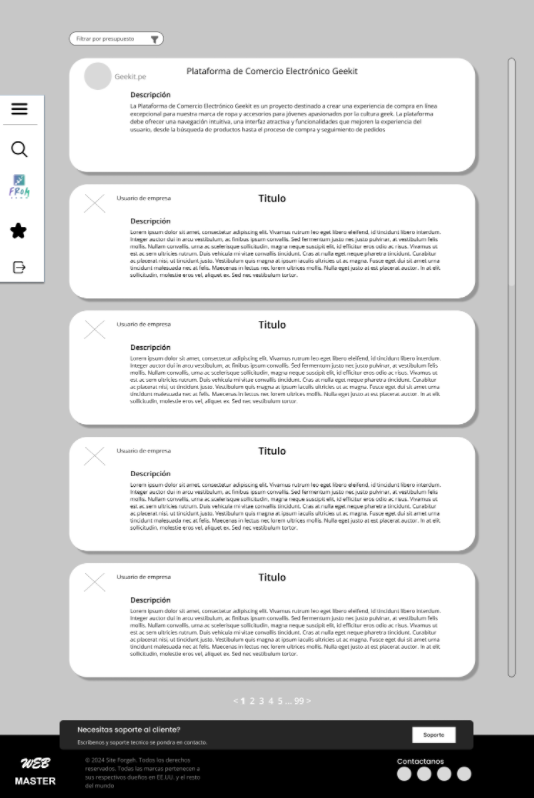 Filtrar por presupuesto
Geekit.pe
Plataforma de Comercio Electrónico Geekit
Descripción
La Plataforma de Comercio Electrónico Geekit es un proyecto destinado a crear una experiencia de compra en línea
excepcional para nuestra marca de ropa y accesorios para jóvenes apasionados por la cultura geek. La plataforma
debe ofrecer una navegación intuitiva, una interfaz atractiva y funcionalidades que mejoren la experiencia del
usuario, desde la búsqueda de productos hasta el proceso de compra y seguimiento de pedidos
FROM
Usuario de empresa
Titulo
Descripción
Lorem ipsum dolor sit amet, consectetur adipiscing elit. Vivamus rutrum leo eget libero eleifend, id tincidunt libero interdum.
Integer auctor dui in arcu vestibulum, ac finibus ipsum convallis. Sed fermentum justo nec justo pulvinar, at vestibulum felis
mollis. Nullam convallis, urna ac scelerisque sollicitudin, magna neque suscipit elit, id efficitur eros odio ac risus. Vivamus ut
est ac sem ultricies rutrum. Duis vehicula mi vitae convallis tincidunt. Cras at nulla eget neque pharetra tincidunt. Curabitur
ac placerat nisi, ut tincidunt justo. Vestibulum quis magna at ipsum iaculis ultricies ut ac magna. Fusce eget dui sit amet urna
tincidunt malesuada nec at felis. Maecenas in lectus nec lorem ultrices mollis. Nulla eget justo at est placerat auctor. In at elit
sollicitudin, molestie eros vel, aliquet ex. Sed nec vestibulum tortor.
Usuario de empresa
Titulo
Descripción
Lorem ipsum dolor sit amet, consectetur adipiscing elit. Vivamus rutrum leo eget libero eleifend, id tincidunt libero interdum.
Integer auctor dui in arcu vestibulum, ac finibus ipsum convallis. Sed fermentum justo nec justo pulvinar, at vestibulum felis
mollis. Nullam convallis, urna ac scelerisque sollicitudin, magna neque suscipit elit, id efficitur eros odio ac risus. Vivamus ut
est ac sem ultricies rutrum. Duis vehicula mi vitae convallis tincidunt. Cras at nulla eget neque pharetra tincidunt. Curabitur
ac placerat nisi, ut tincidunt justo. Vestibulum quis magna at ipsum iaculis ultricies ut ac magna. Fusce eget dui sit amet urna
tincidunt malesuada nec at felis. Maecenas in lectus nec lorem ultrices mollis. Nulla eget justo at est placerat auctor. In at elit
sollicitudin, molestie eros vel, aliquet ex. Sed nec vestibulum tortor.
Usuario de empresa
Titulo
Descripción
Lorem ipsum dolor sit amet, consectetur adipiscing elit. Vivamus rutrum leo eget libero eleifend, id tincidunt libero interdum.
Integer auctor dui in arcu vestibulum, ac finibus ipsum convallis. Sed fermentum justo nec justo pulvinar, at vestibulum felis
mollis. Nullam convallis, urna ac scelerisque sollicitudin, magna neque suscipit elit, id efficitur eros odio ac risus. Vivamus ut
est ac sem ultricies rutrum. Duis vehicula mi vitae convallis tincidunt. Cras at nulla eget neque pharetra tincidunt. Curabitur
ac placerat nisi, ut tincidunt justo. Vestibulum quis magna at ipsum iaculis ultricies ut ac magna. Fusce eget dui sit amet urna
tincidunt malesuada nec at felis. Maecenas in lectus nec lorem ultrices mollis. Nulla eget justo at est placerat auctor. In at elit
sollicitudin, molestie eros vel, aliquet ex. Sed nec vestibulum tortor.
Usuario de empresa
Titulo
Descripción
Lorem ipsum dolor sit amet, consectetur adipiscing elit. Vivamus rutrum leo eget libero eleifend, id tincidunt libero interdum.
Integer auctor dui in arcu vestibulum, ac finibus ipsum convallis. Sed fermentum justo nec justo pulvinar, at vestibulum felis
mollis. Nullam convallis, urna ac scelerisque sollicitudin, magna neque suscipit elit, id efficitur eros odio ac risus. Vivamus ut
est ac sem ultricies rutrum. Duis vehicula mi vitae convallis tincidunt. Cras at nulla eget neque pharetra tincidunt. Curabitur
ac placerat nisi, ut tincidunt justo. Vestibulum quis magna at ipsum iaculis ultricies ut ac magna. Fusce eget dui sit amet urna
tincidunt malesuada nec at felis. Maecenas in lectus nec lorem ultrices mollis. Nulla eget justo at est placerat auctor. In at elit
sollicitudin, molestie eros vel, aliquet ex. Sed nec vestibulum tortor.
< 1 2 3 4 5 ... 99 >
Necesitas soporte al cliente?
Escribenos y soporte tecnico se pondra en contacto.
Soporte
WEB
MASTER
© 2024 Site Forgeh. Todos los derechos
reservados. Todas las marcas pertenecen a
sus respectivos dueños en EE.UU. y el resto
del mundo
Contactanos